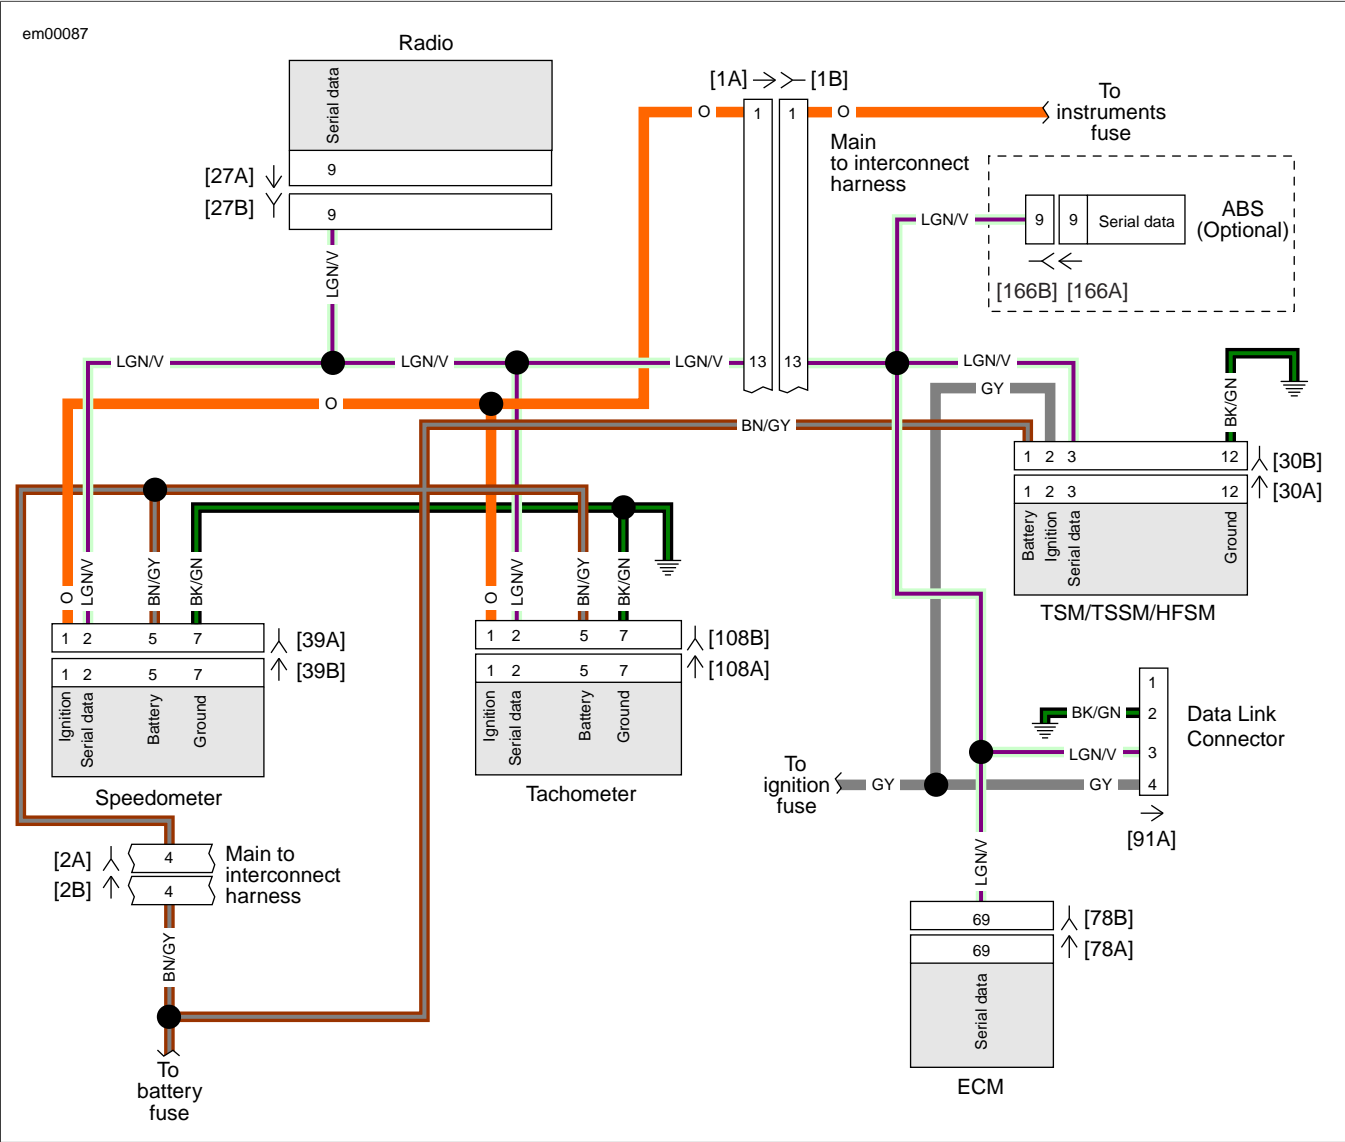 em00087
Radio
Serial data
9
[27A]
[27B]
9
LGN/V
[1A]
[1B]
O
1
1
O
To
instruments
fuse
Main
to interconnect
harness
LGN/V
9
9
Serial data
ABS
(Optional)
[166B]
[166A]
LGN/V
LGN/V
LGN/V
13
13
LGN/V
GY
BK/GN
O
BN/GY
1
2
3
12
[30B]
1
2
3
12
[30A]
Battery
Ignition
Serial data
Ground
TSM/TSSM/HFSM
O
LGN/V
BN/GY
BK/GN
1
2
5
7
[39A]
1
2
5
7
[39B]
Ignition
Serial data
Battery
Ground
Speedometer
O
LGN/V
BN/GY
BK/GN
1
2
5
7
[108B]
1
2
5
7
[108A]
Ignition
Serial data
Battery
Ground
Tachometer
1
BK/GN
2
LGN/V
3
GY
4
Data Link
Connector
[91A]
To
ignition
fuse
GY
[2A]
4
[2B]
4
Main to
interconnect
harness
BN/GY
To
battery
fuse
LGN/V
69
[78B]
69
[78A]
Serial data
ECM